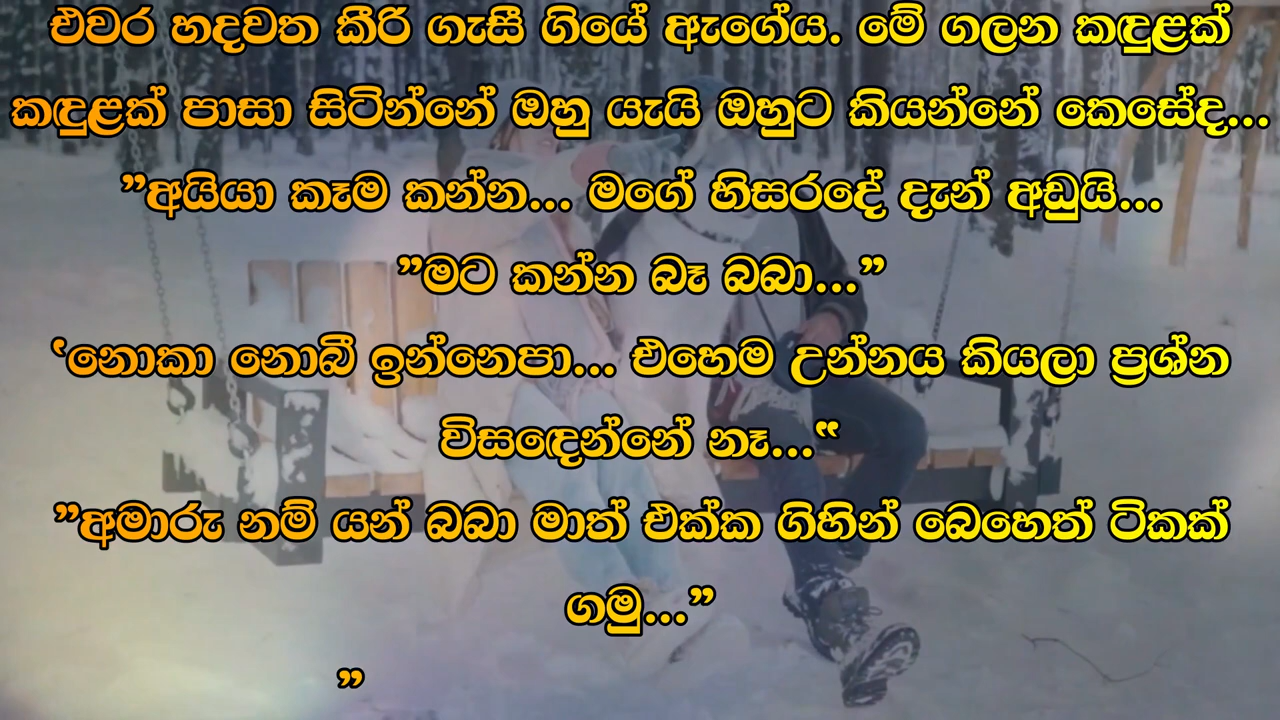 එවර හදවත කීරි ගැසී ගියේ ඇගේය. මේ ගලන කඳුළක්
කඳුළක් පාසා සිටින්නේ ඔහු යැයි ඔහුට කියන්නේ කෙසේද...
”අයියා කෑම කන්න... මගේ හිසරදේ දැන් අඩුයි...
”මට කන්න බෑ බබා...”
‛නොකා නොබී ඉන්නෙපා... එහෙම උන්නය කියලා ප්‍රශ්න
විසඳෙන්නේ නෑ...‟
”අමාරු නම් යන් බබා මාත් එක්ක ගිහින් බෙහෙත් ටිකක්
ගමු...”
”